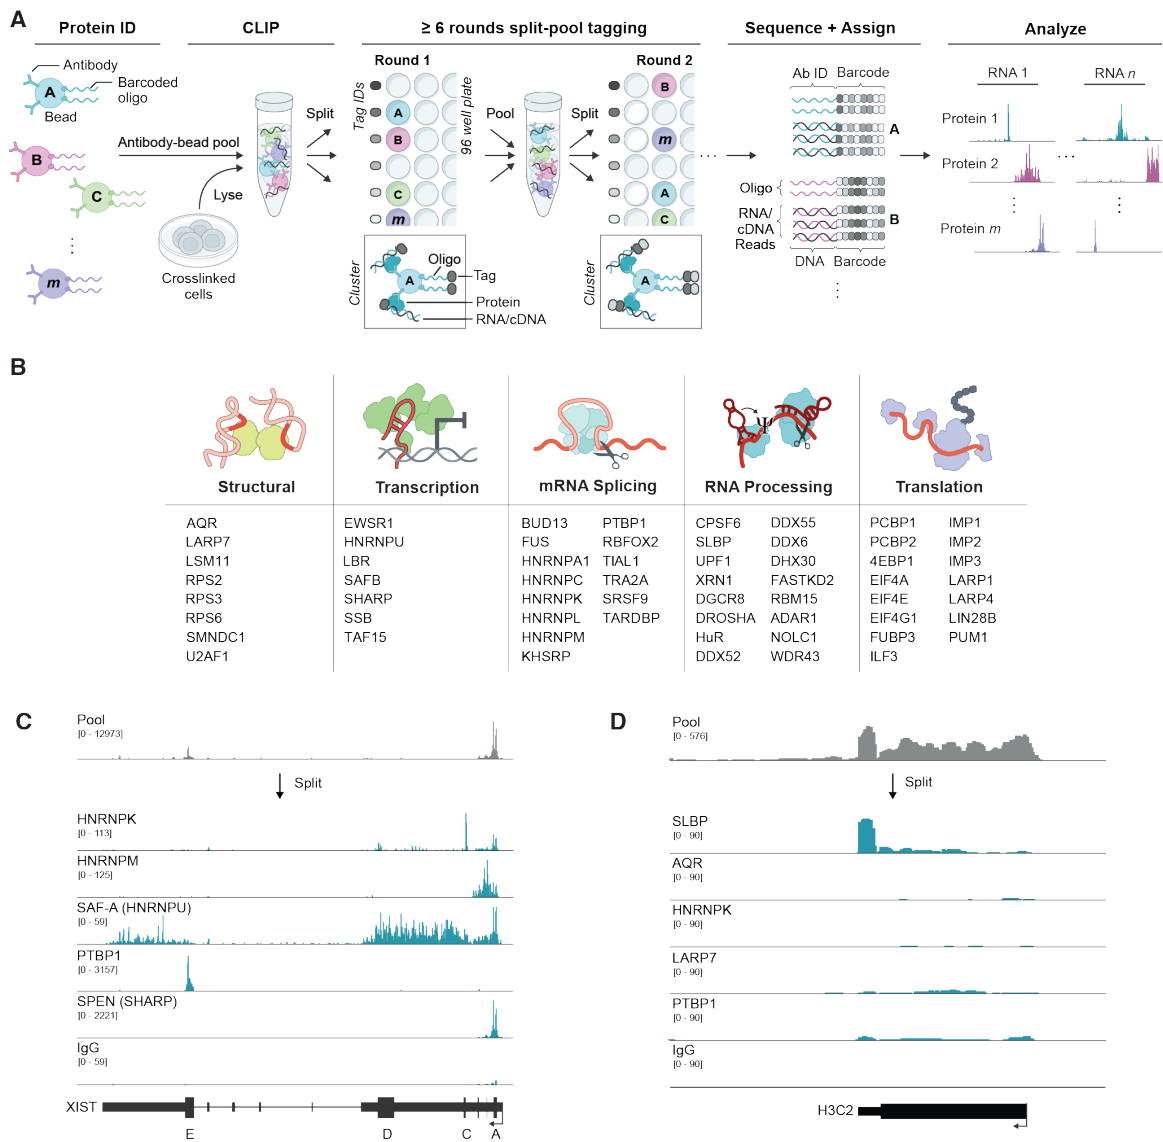 A
Protein ID
CLIP
≥ 6 rounds split-pool tagging
Sequence + Assign
Analyze
Antibody
A
Barcoded
oligo
Bead
B
C
⋮
m
Antibody-bead pool
Lyse
Crosslinked
cells
Split
Round 1
Tag IDs
A
B
C
m
96 well plate
Pool
Split
Round 2
B
m
A
C
...
Cluster
A
Oligo
Tag
Protein
RNA/cDNA
Cluster
A
Ab ID
Barcode
A
Oligo
RNA/
cDNA
Reads
B
DNA
Barcode
⋮
RNA 1
RNA n
Protein 1
Protein 2
...
⋮
⋮
Protein m
B
Structural
Transcription
mRNA Splicing
Ψ
RNA Processing
Translation
AQR
LARP7
LSM11
RPS2
RPS3
RPS6
SMNDC1
U2AF1
EWSR1
HNRNPU
LBR
SAFB
SHARP
SSB
TAF15
BUD13
FUS
HNRNPA1
HNRNPC
HNRNPK
HNRNPL
HNRNPM
KHSRP
PTBP1
RBFOX2
TIAL1
TRA2A
SRSF9
TARDBP
CPSF6
SLBP
UPF1
XRN1
DGCR8
DROSHA
HuR
DDX52
DDX55
DDX6
DHX30
FASTKD2
RBM15
ADAR1
NOLC1
WDR43
PCBP1
PCBP2
4EBP1
EIF4A
EIF4E
EIF4G1
FUBP3
ILF3
IMP1
IMP2
IMP3
LARP1
LARP4
LIN28B
PUM1
C
Pool
[0 - 12973]
Split
HNRNPK
[0 - 113]
HNRNPM
[0 - 125]
SAF-A (HNRNPU)
[0 - 59]
PTBP1
[0 - 3157]
SPEN (SHARP)
[0 - 2221]
IgG
[0 - 59]
XIST
E
D
C
A
D
Pool
[0 - 576]
Split
SLBP
[0 - 90]
AQR
[0 - 90]
HNRNPK
[0 - 90]
LARP7
[0 - 90]
PTBP1
[0 - 90]
IgG
[0 - 90]
H3C2